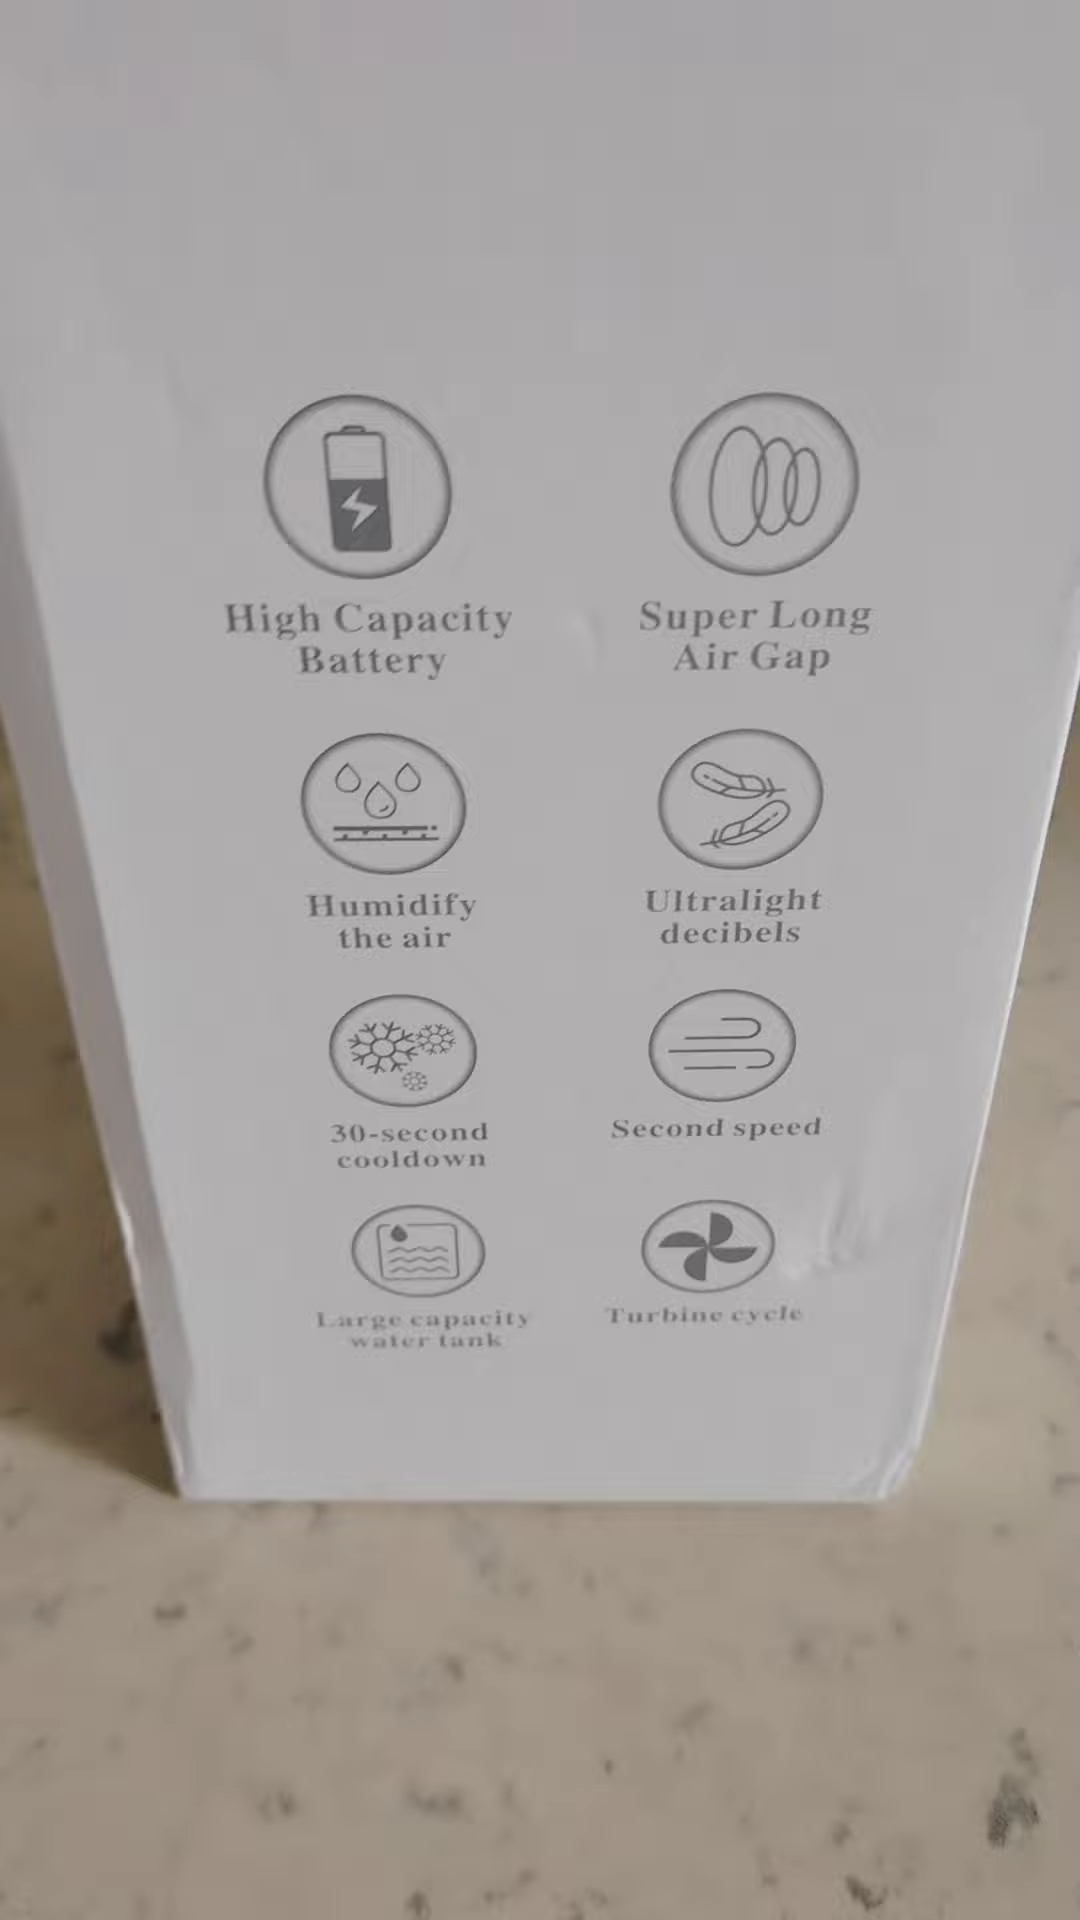 High Capacity
Battery
Super Long
Air Gap
Humidify
the air
Ultralight
decibels
30-second
cooldown
Second speed
Large capacity
water tank
Turbine cycle